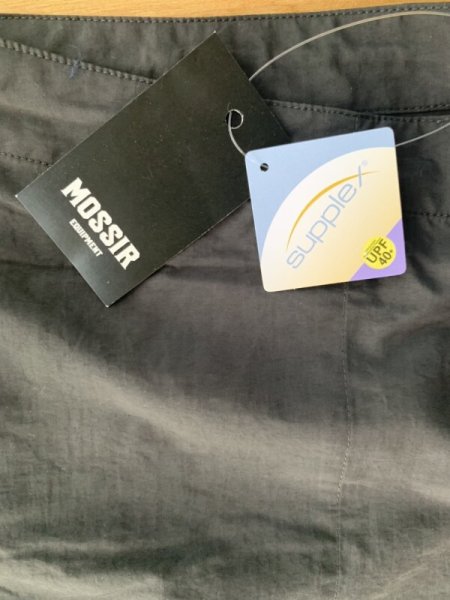 MOSSIR
EQUIPMENT
supplex®
UPF
40+